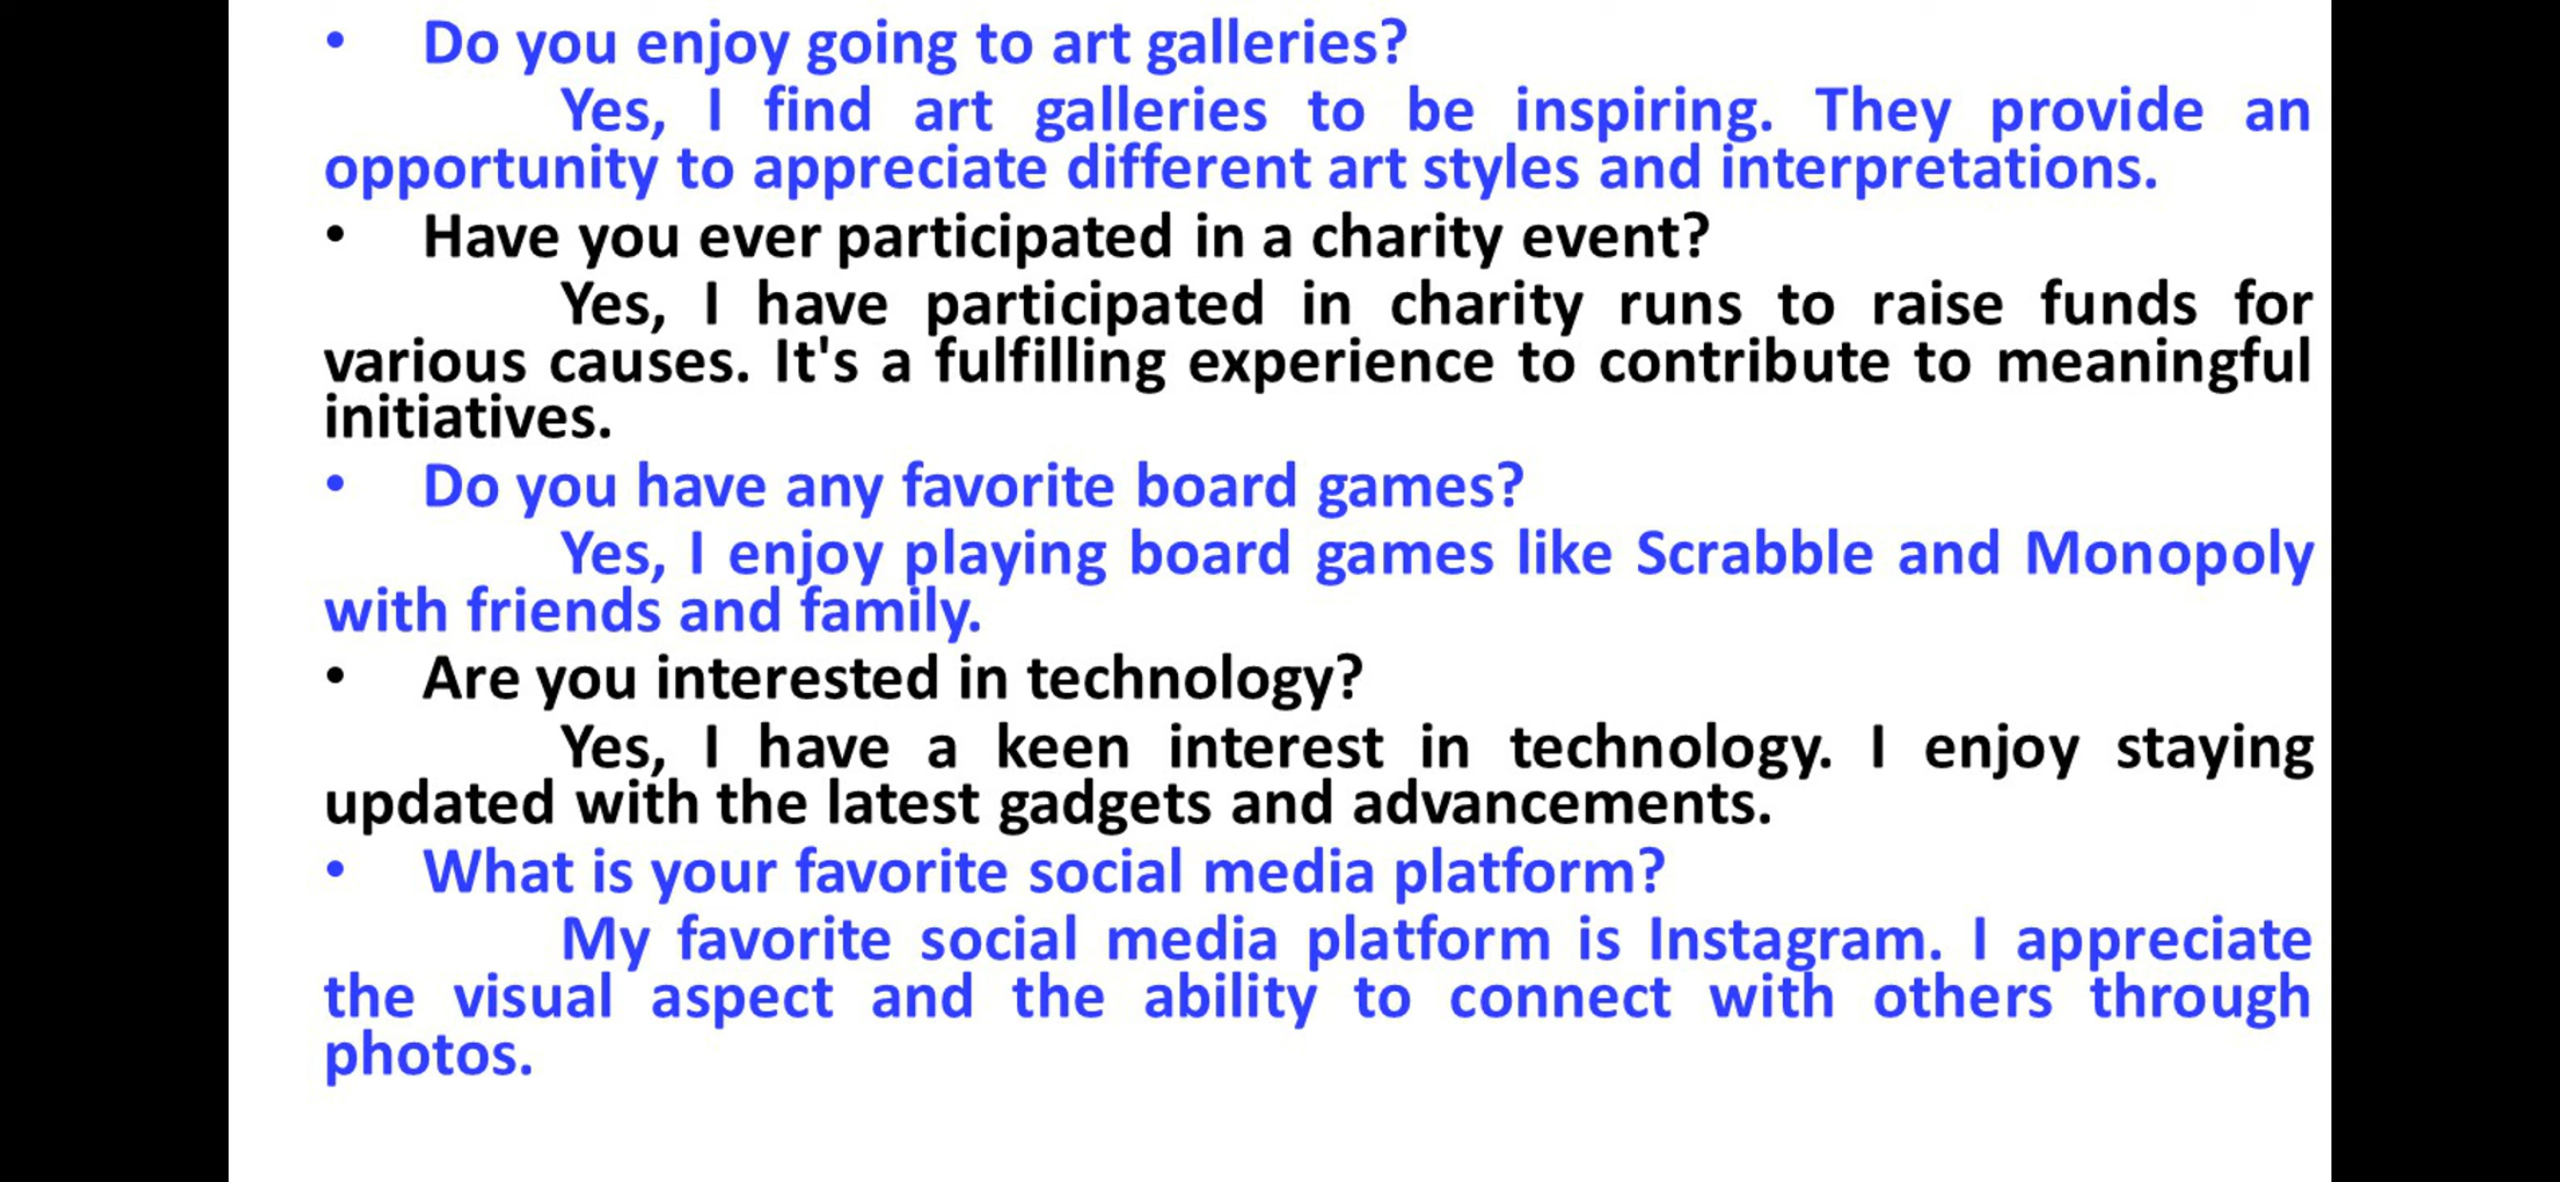 • Do you enjoy going to art galleries?
Yes, I find art galleries to be inspiring. They provide an
opportunity to appreciate different art styles and interpretations.
• Have you ever participated in a charity event?
Yes, I have participated in charity runs to raise funds for
various causes. It's a fulfilling experience to contribute to meaningful
initiatives.
• Do you have any favorite board games?
Yes, I enjoy playing board games like Scrabble and Monopoly
with friends and family.
• Are you interested in technology?
Yes, I have a keen interest in technology. I enjoy staying
updated with the latest gadgets and advancements.
• What is your favorite social media platform?
My favorite social media platform is Instagram. I appreciate
the visual aspect and the ability to connect with others through
photos.